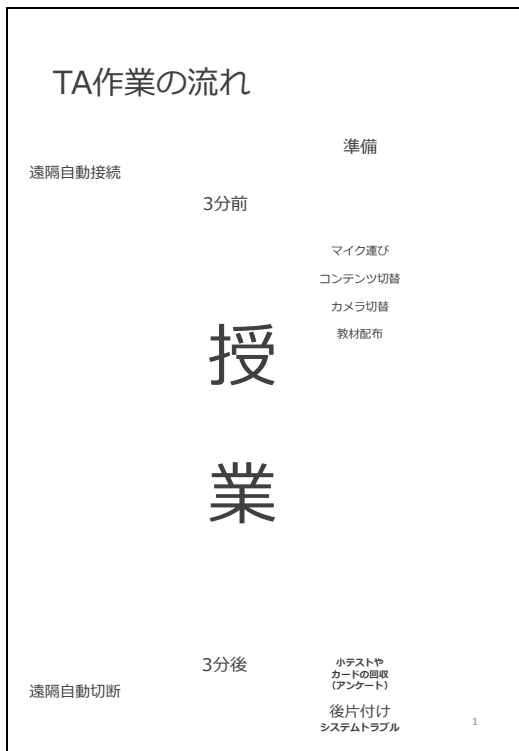 TA作業の流れ
準備
遠隔自動接続
3分前
マイク運び
コンテンツ切替
カメラ切替
教材配布
授
業
3分後
小テストや
カードの回収
(アンケート)
遠隔自動切断
後片付け
システムトラブル
1